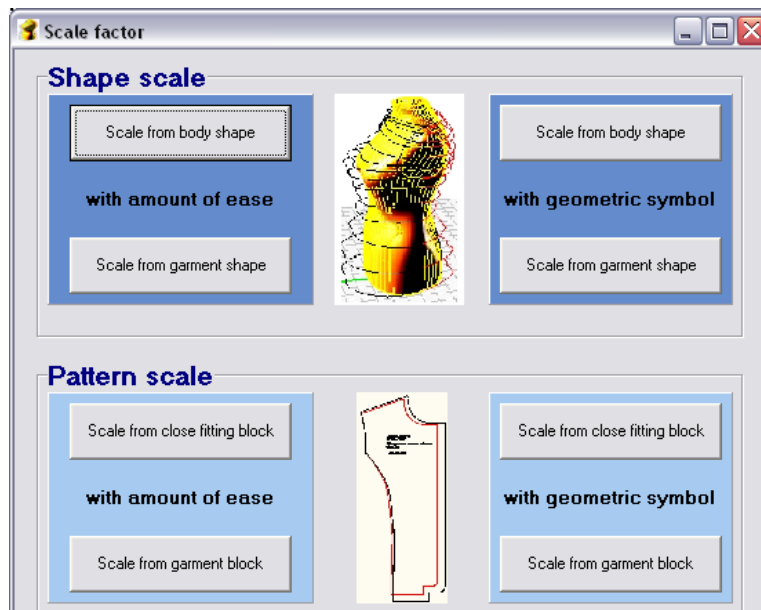 Scale factor
Shape scale
Scale from body shape
with amount of ease
Scale from garment shape
Scale from body shape
with geometric symbol
Scale from garment shape
Pattern scale
Scale from close fitting block
with amount of ease
Scale from garment block
Scale from close fitting block
with geometric symbol
Scale from garment block